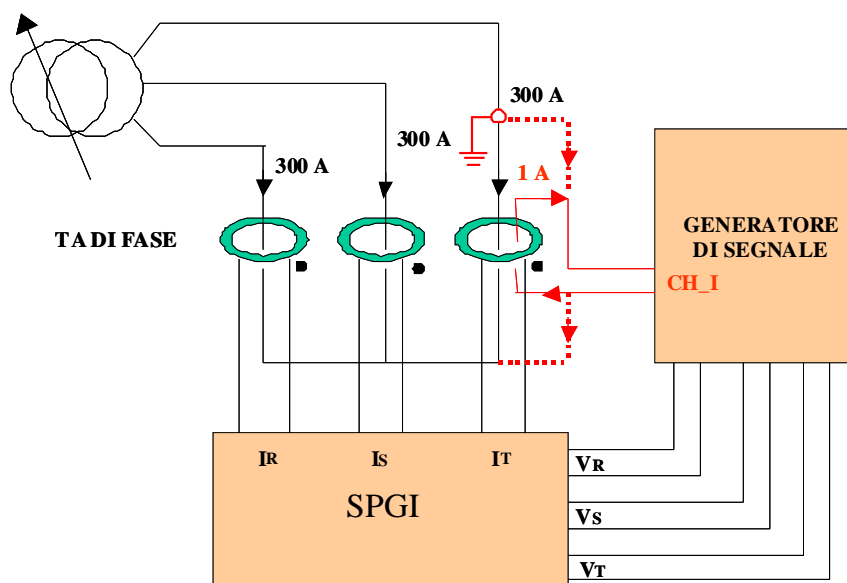 300 A
300 A
300 A
1 A
TA DI FASE
GENERATORE
DI SEGNALE
CH_I
IR
IS
IT
SPGI
VR
VS
VT